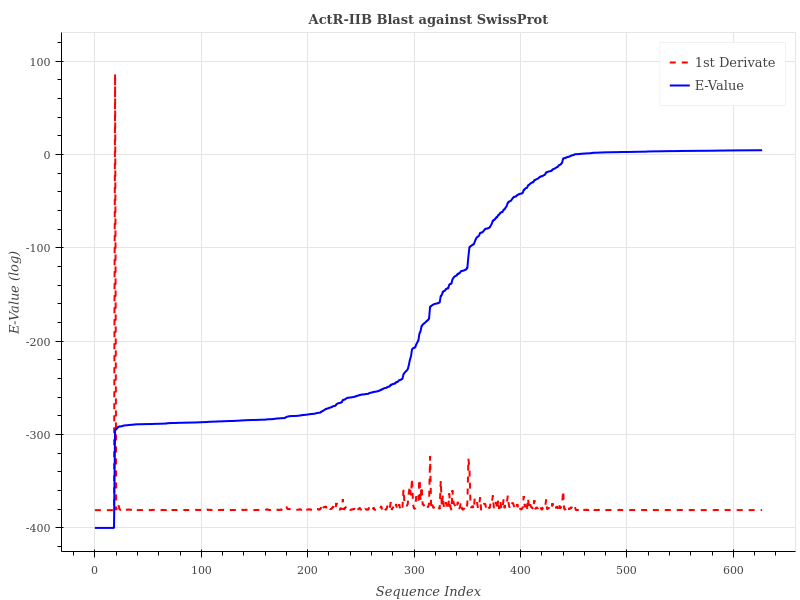 ActR-IIB Blast against SwissProt
1st Derivate
E-Value
100
0
-100
-200
-300
-400
E-Value (log)
0
100
200
300
400
500
600
Sequence Index